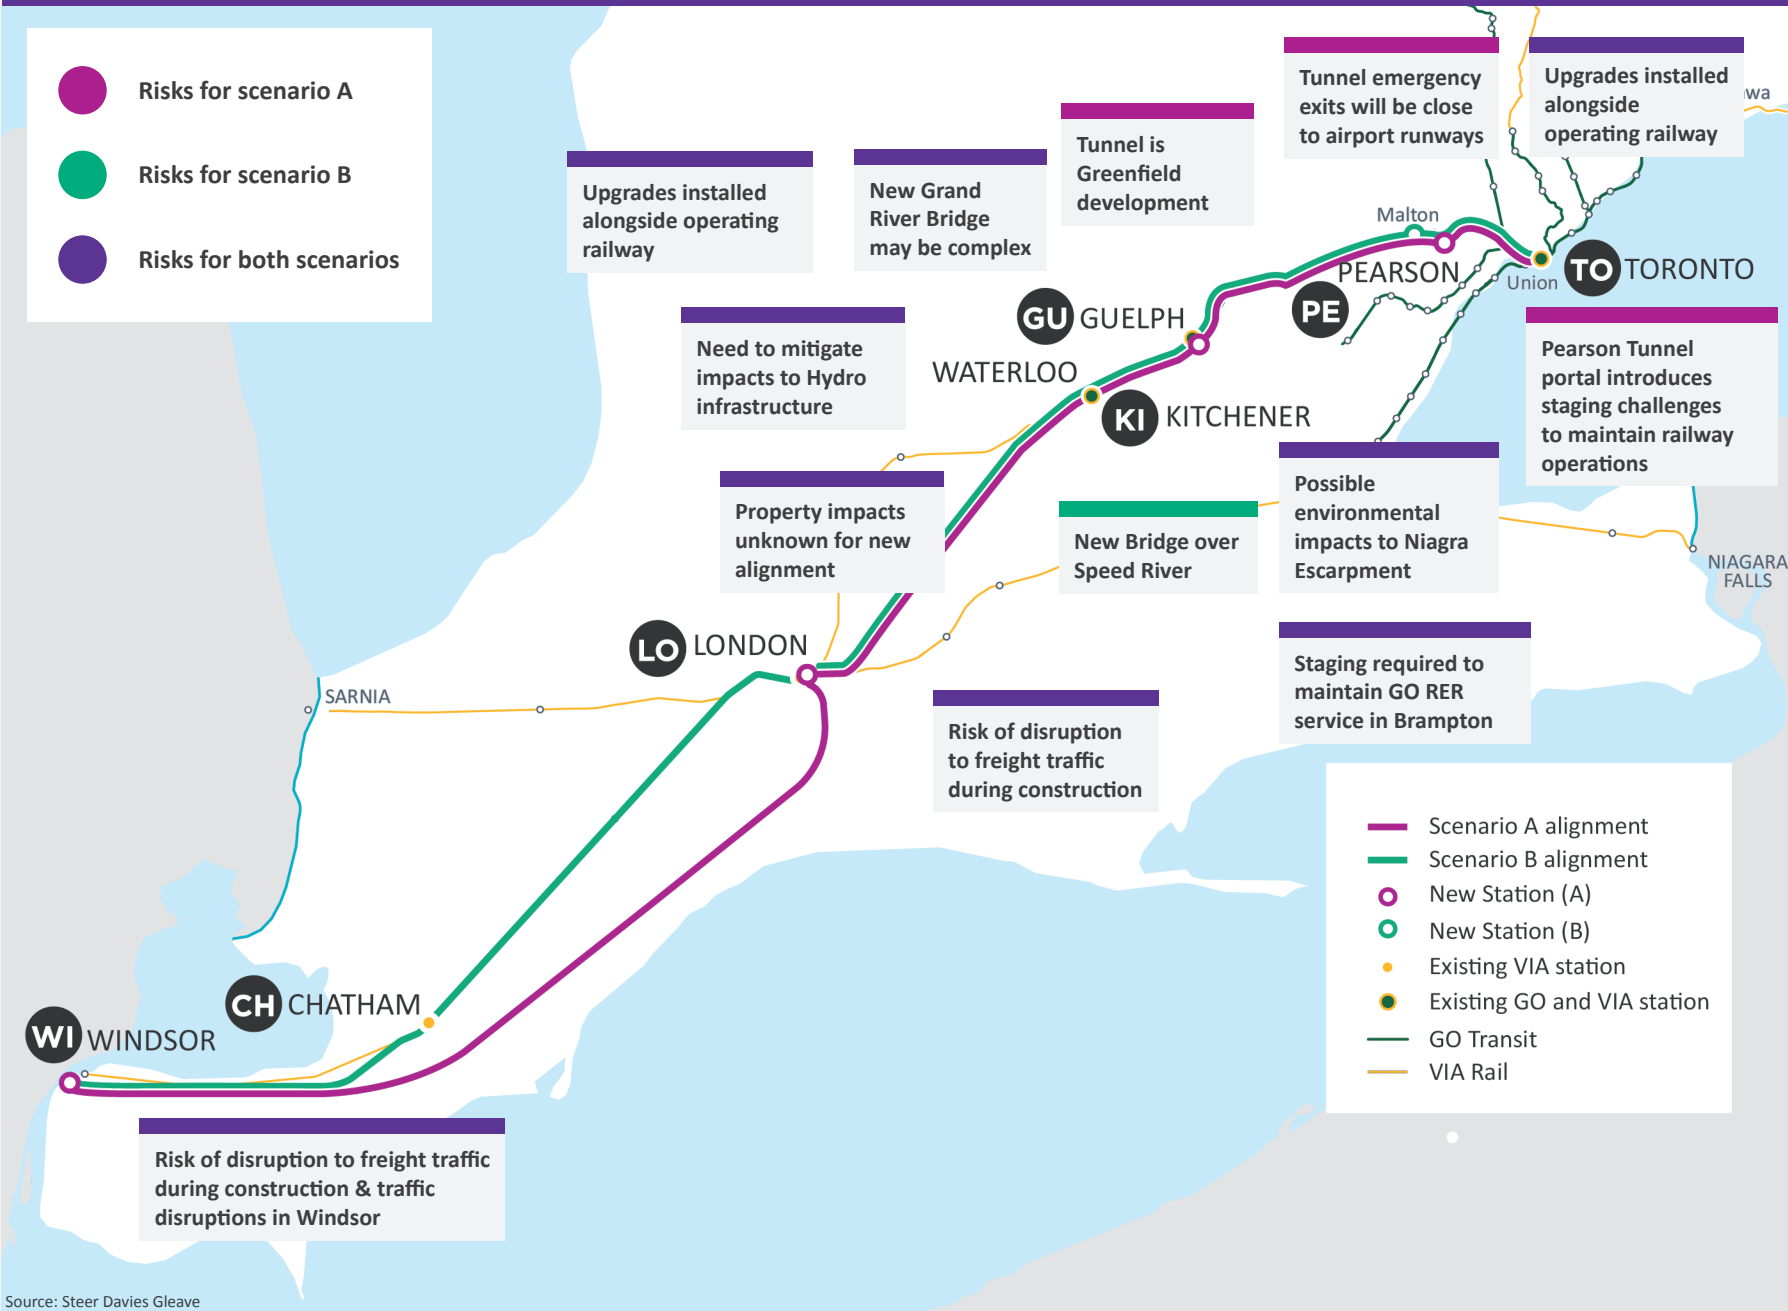 Risks for scenario A
Risks for scenario B
Risks for both scenarios
Tunnel emergency
exits will be close
to airport runways
Upgrades installed
alongside
operating railway
wa
Tunnel is
Greenfield
development
New Grand
River Bridge
may be complex
Upgrades installed
alongside operating
railway
Malton
PEARSON
PE
Union
TO TORONTO
GU GUELPH
WATERLOO
KI KITCHENER
Need to mitigate
impacts to Hydro
infrastructure
Pearson Tunnel
portal introduces
staging challenges
to maintain railway
operations
Property impacts
unknown for new
alignment
New Bridge over
Speed River
Possible
environmental
impacts to Niagra
Escarpment
NIAGARA
FALLS
LO LONDON
SARNIA
Staging required to
maintain GO RER
service in Brampton
Risk of disruption
to freight traffic
during construction
Scenario A alignment
Scenario B alignment
New Station (A)
New Station (B)
Existing VIA station
Existing GO and VIA station
GO Transit
VIA Rail
CH CHATHAM
WI WINDSOR
Risk of disruption to freight traffic
during construction & traffic
disruptions in Windsor
Source: Steer Davies Gleave